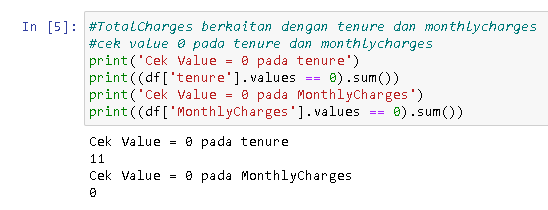 In [5]: #TotalCharges berkaitan dengan tenure dan monthlycharges
#cek value 0 pada tenure dan monthlycharges
print('Cek Value = 0 pada tenure')
print((df['tenure'].values == 0).sum())
print('Cek Value = 0 pada MonthlyCharges')
print((df['MonthlyCharges'].values == 0).sum())
Cek Value = 0 pada tenure
11
Cek Value = 0 pada MonthlyCharges
0